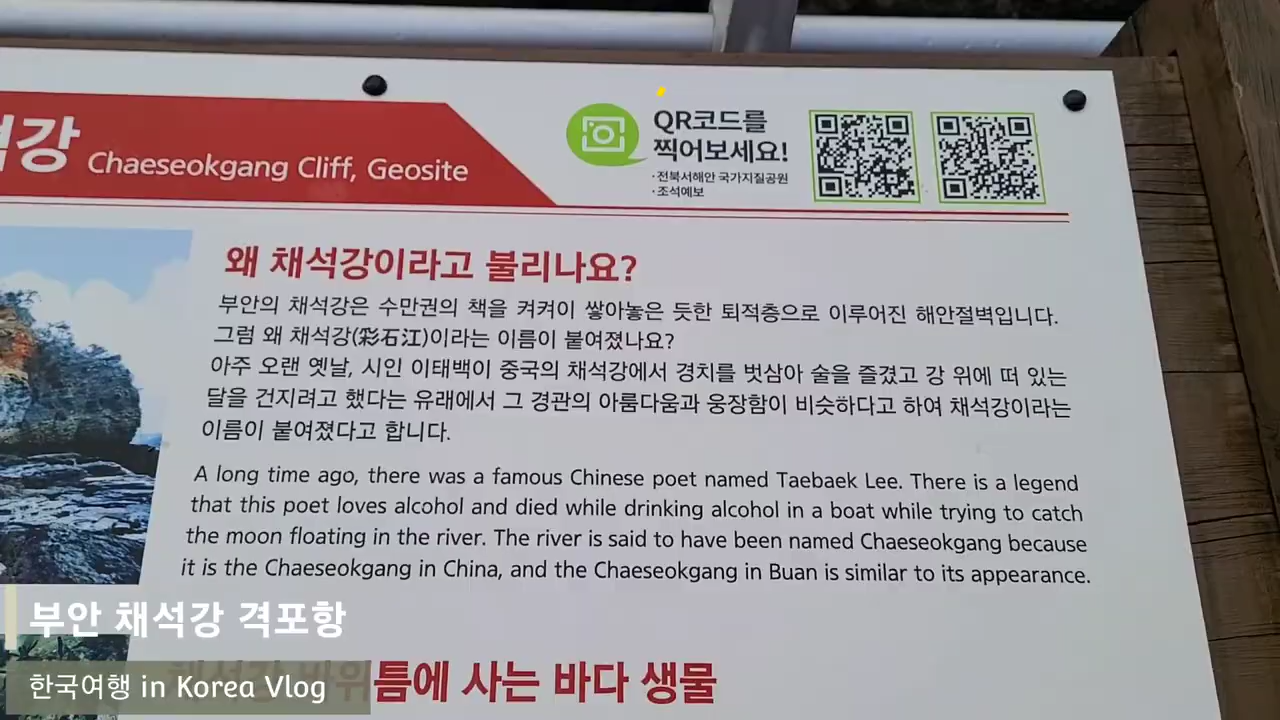 강 Chaeseokgang Cliff, Geosite
QR코드를
찍어보세요!
·전북서해안 국가지질공원
·조석예보
왜 채석강이라고 불리나요?
부안의 채석강은 수만권의 책을 켜켜이 쌓아놓은 듯한 퇴적층으로 이루어진 해안절벽입니다.
그럼 왜 채석강(彩石江)이라는 이름이 붙여졌나요?
아주 오랜 옛날, 시인 이태백이 중국의 채석강에서 경치를 벗삼아 술을 즐겼고 강 위에 떠 있는
달을 건지려고 했다는 유래에서 그 경관의 아룸다움과 웅장함이 비슷하다고 하여 채석강이라는
이름이 붙여졌다고 합니다.
A long time ago, there was a famous Chinese poet named Taebaek Lee. There is a legend
that this poet loves alcohol and died while drinking alcohol in a boat while trying to catch
the moon floating in the river. The river is said to have been named Chaeseokgang because
it is the Chaeseokgang in China, and the Chaeseokgang in Buan is similar to its appearance.
부안 채석강 격포항
채석강 바위틈에 사는 바다 생물
한국여행 in Korea Vlog